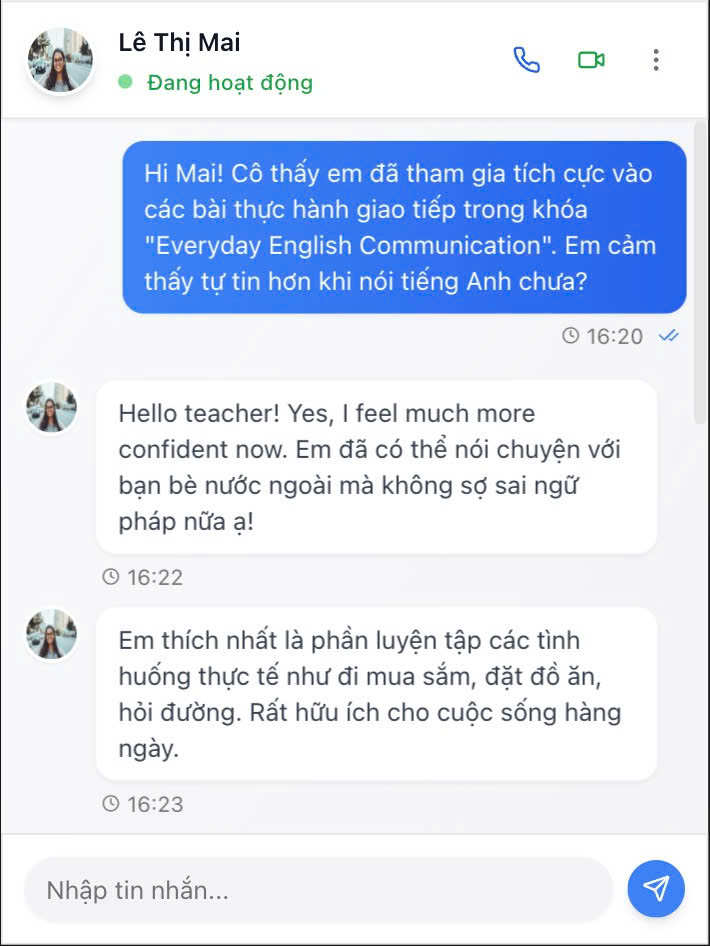 Lê Thị Mai
Đang hoạt động
Hi Mai! Cô thấy em đã tham gia tích cực vào
các bài thực hành giao tiếp trong khóa
"Everyday English Communication". Em cảm
thấy tự tin hơn khi nói tiếng Anh chưa?
16:20
Hello teacher! Yes, I feel much more
confident now. Em đã có thể nói chuyện với
bạn bè nước ngoài mà không sợ sai ngữ
pháp nữa ạ!
16:22
Em thích nhất là phần luyện tập các tình
huống thực tế như đi mua sắm, đặt đồ ăn,
hỏi đường. Rất hữu ích cho cuộc sống hàng
ngày.
16:23
Nhập tin nhắn...